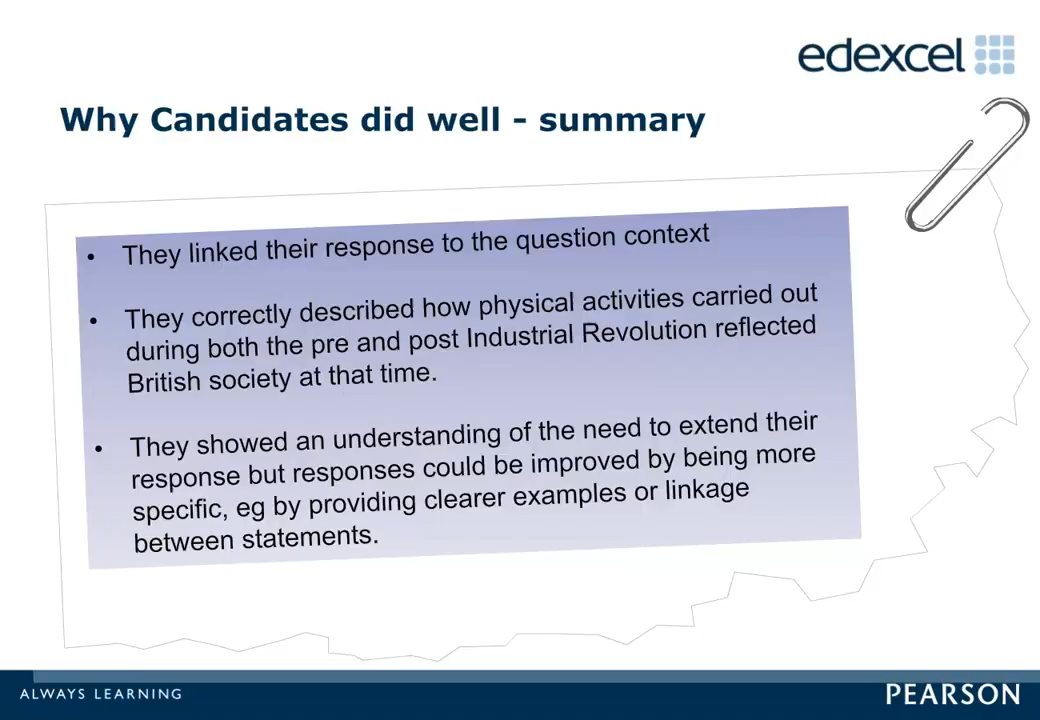 edexcel
Why Candidates did well - summary
• They linked their response to the question context
• They correctly described how physical activities carried out
during both the pre and post Industrial Revolution reflected
British society at that time.
• They showed an understanding of the need to extend their
response but responses could be improved by being more
specific, eg by providing clearer examples or linkage
between statements.
ALWAYS LEARNING
PEARSON